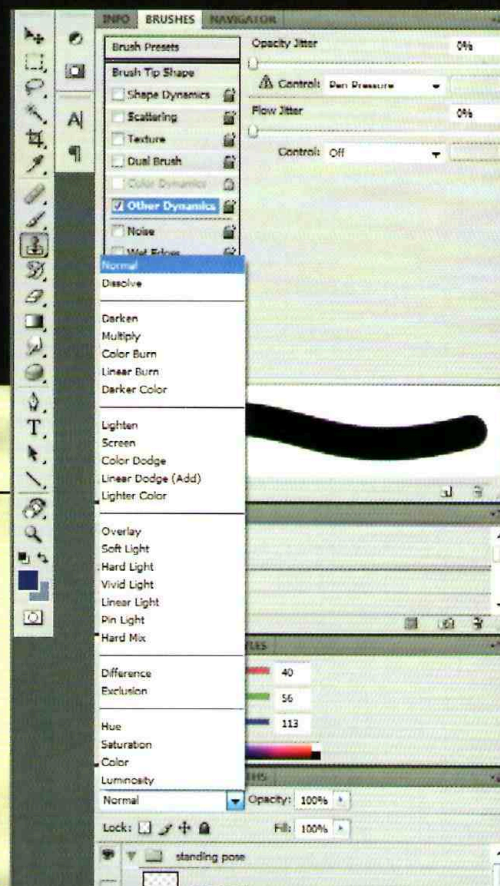 INFO BRUSHES NAVIGATOR
Brush Presets
Opacity Jitter 0%
Brush Tip Shape
Control: Pen Pressure
Shape Dynamics
Flow Jitter 0%
Scattering
Texture
Control: Off
Dual Brush
Color Dynamics
Other Dynamics
Noise
Wet Edges
A
T
Normal
Dissolve
Darken
Multiply
Color Burn
Linear Burn
Darker Color
Lighten
Screen
Color Dodge
Linear Dodge (Add)
Lighter Color
Overlay
Soft Light
Hard Light
Vivid Light
Linear Light
Pin Light
Hard Mix
Difference
Exclusion
Hue
Saturation
Color
Luminosity
40
56
113
Normal Opacity: 100%
Lock: Fill: 100%
standing pose